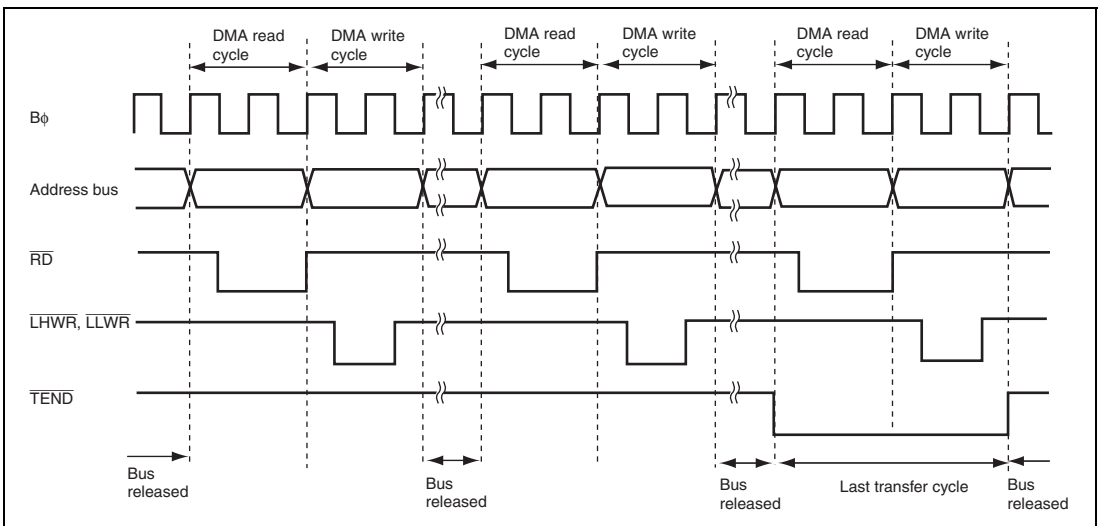 DMA read
cycle
DMA write
cycle
DMA read
cycle
DMA write
cycle
DMA read
cycle
DMA write
cycle
Bϕ
Address bus
RD
LHWR, LLWR
TEND
Bus
released
Bus
released
Bus
released
Last transfer cycle
Bus
released